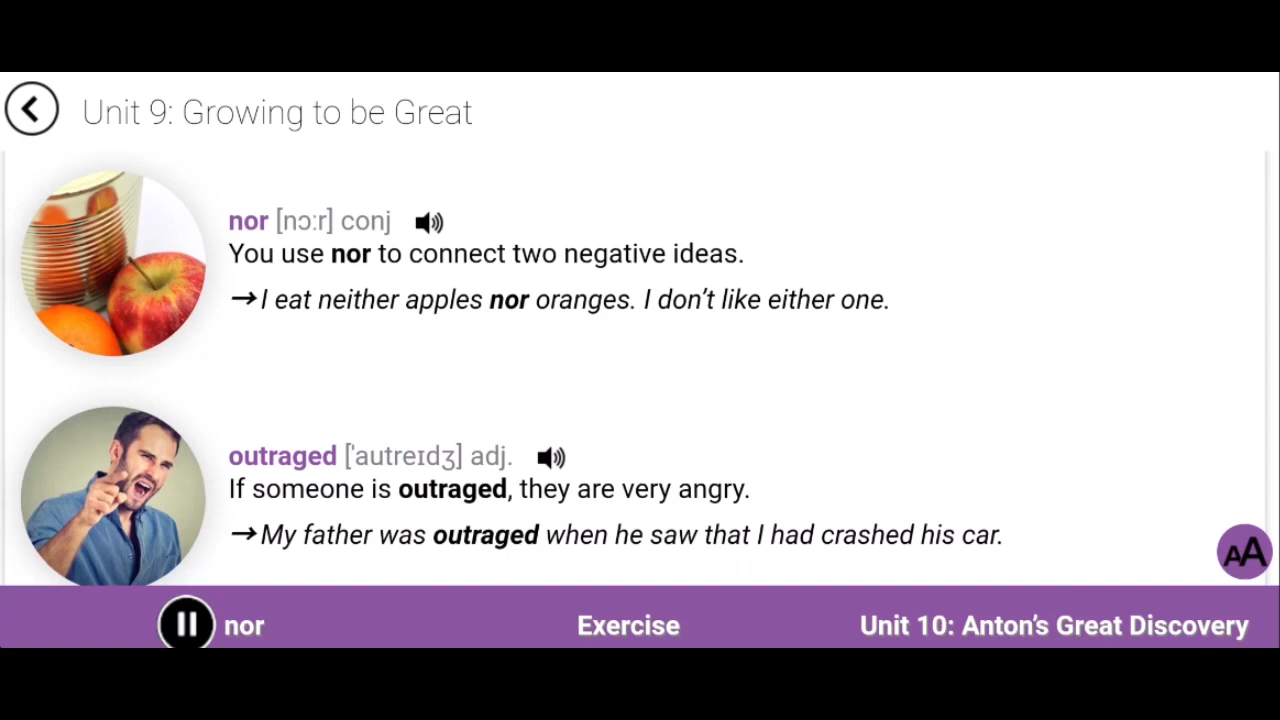 Unit 9: Growing to be Great
nor [nɔːr] conj
You use nor to connect two negative ideas.
→ I eat neither apples nor oranges. I don’t like either one.
outraged [ˈautreɪdʒ] adj.
If someone is outraged, they are very angry.
→ My father was outraged when he saw that I had crashed his car.
AA
nor Exercise Unit 10: Anton’s Great Discovery